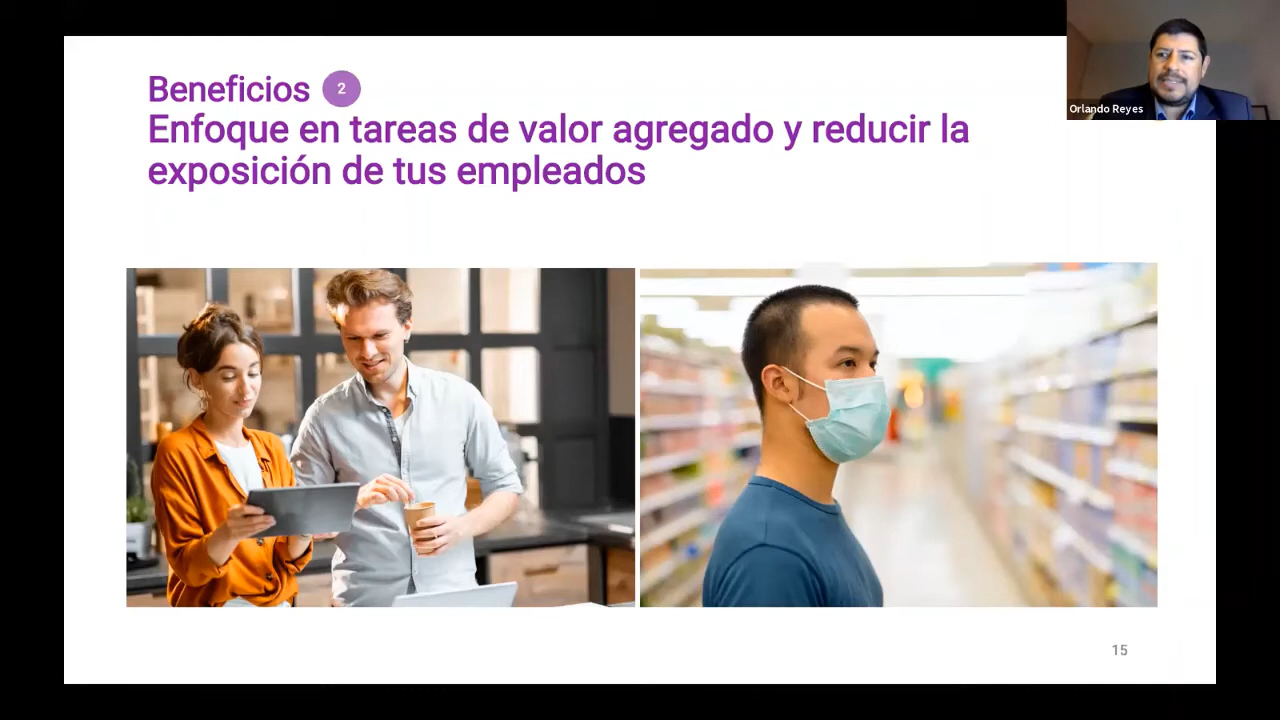 Beneficios 2
Enfoque en tareas de valor agregado y reducir la
exposición de tus empleados
Orlando Reyes
15